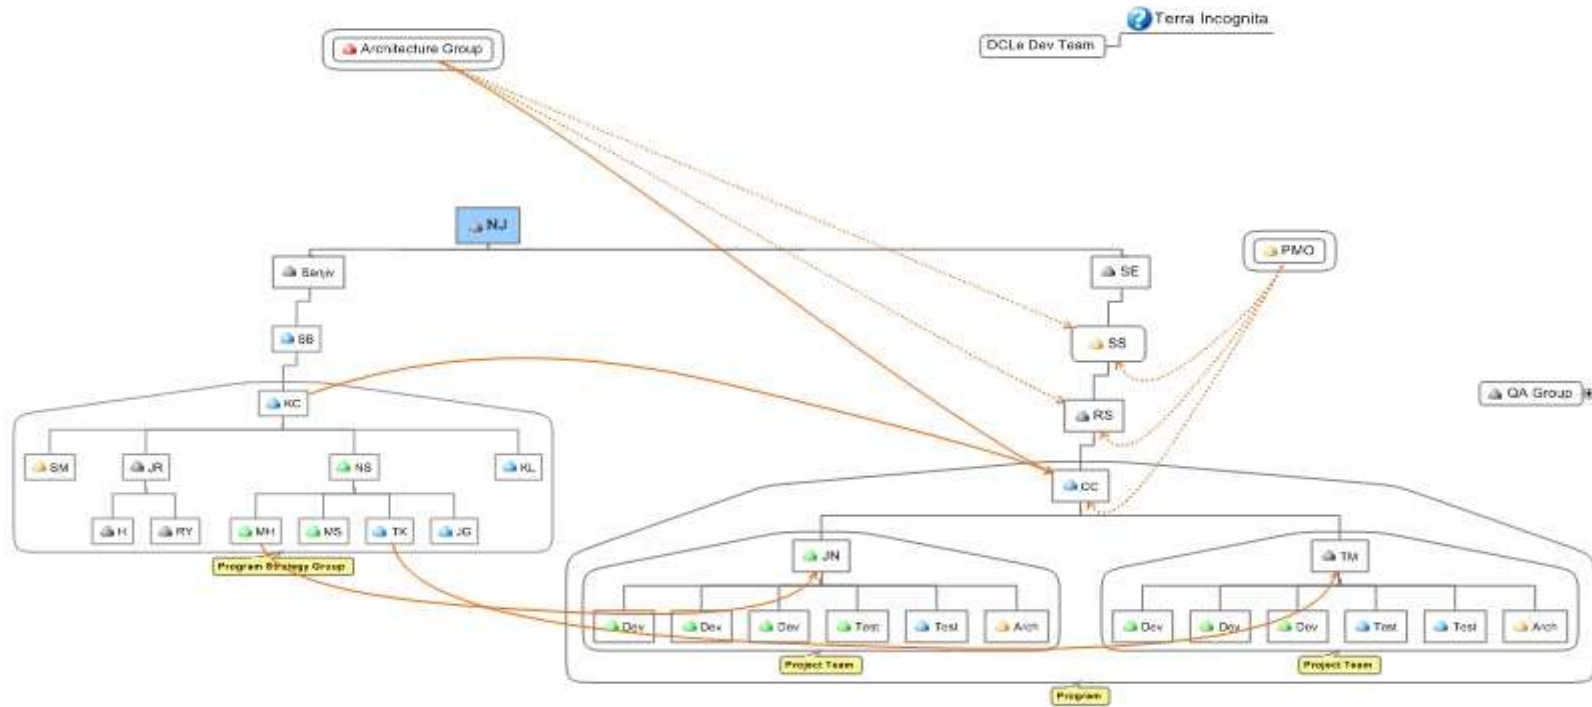 Terra Incognita
Architecture Group
DCLe Dev Team
NJ
PMO
Sanjiv
SE
SB
SS
QA Group
KC
RS
SM
JR
NS
KL
CC
H
RY
MH
MS
TK
JG
JN
TM
Program Strategy Group
Dev
Dev
Dev
Test
Test
Arch
Dev
Dev
Dev
Test
Test
Arch
Project Team
Project Team
Program